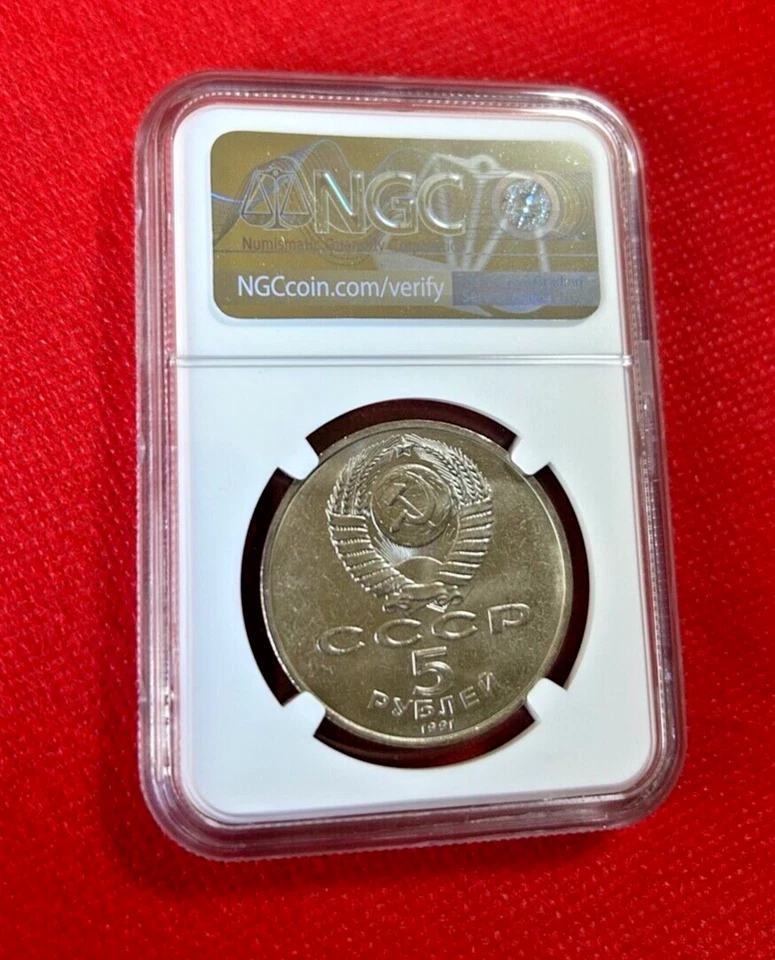 NGC
Numismatic Guaranty Corporation
NGCcoin.com/verify
СССР
5
РУБЛЕЙ
1991